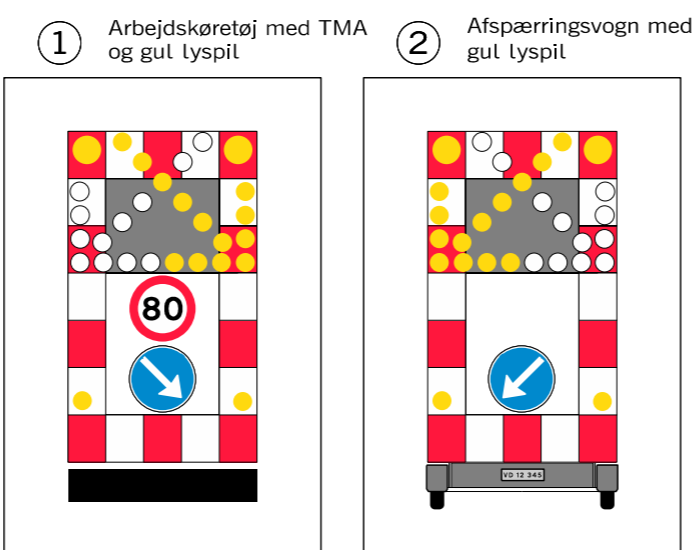 1 Arbejdskøretøj med TMA
og gul lyspil
2 Afspærringsvogn med
gul lyspil
80
VD 12 345